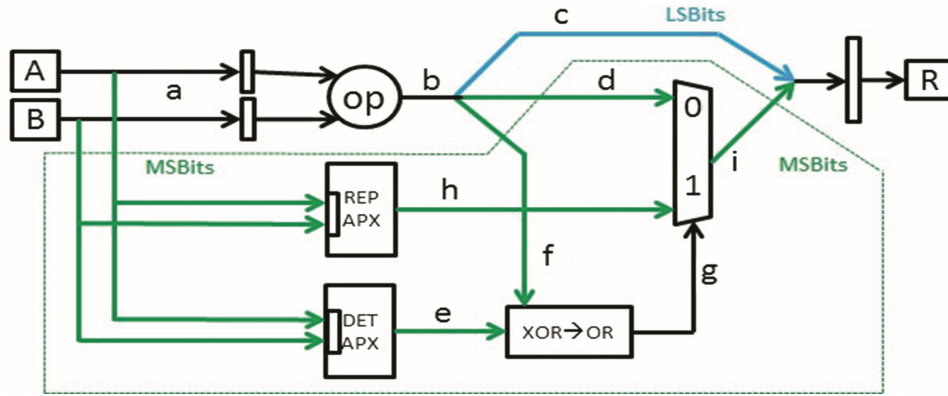 c
LSBits
A
a
b
d
R
op
0
B
MSBits
i
MSBits
1
REP
APX
h
f
g
DET
APX
e
XOR→OR